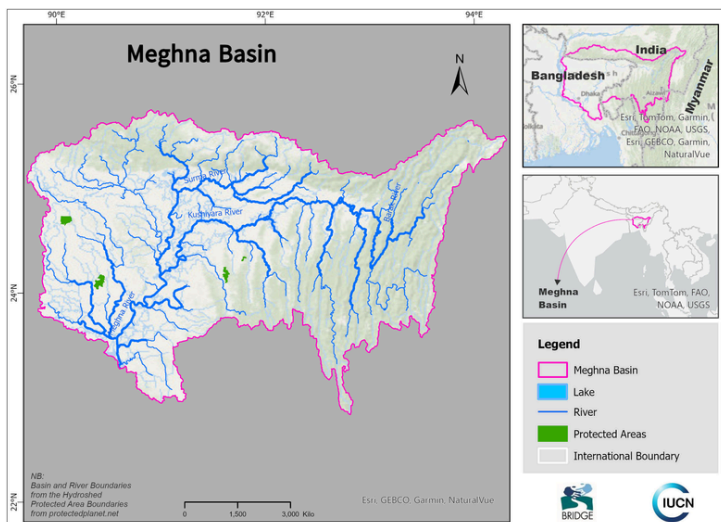 90°E
92°E
94°E
26°N
24°N
22°N
Meghna Basin
N
Surma River
Kushiyara River
Barak River
Meghna River
NB:
Basin and River Boundaries
from the Hydroshed
Protected Area Boundaries
from protectedplanet.net
0 1,500 3,000 Kilo
Esri, GEBCO, Garmin, NaturalVue
India
Bangladesh
Dhaka
Aizawl
Myanmar
Esri, TomTom, Garmin, (
FAO, NOAA, USGS,
Esri, GEBCO, Garmin,
NaturalVue
Meghna
Basin
Esri, TomTom, FAO,
NOAA, USGS
Legend
Meghna Basin
Lake
River
Protected Areas
International Boundary
BRIDGE
IUCN